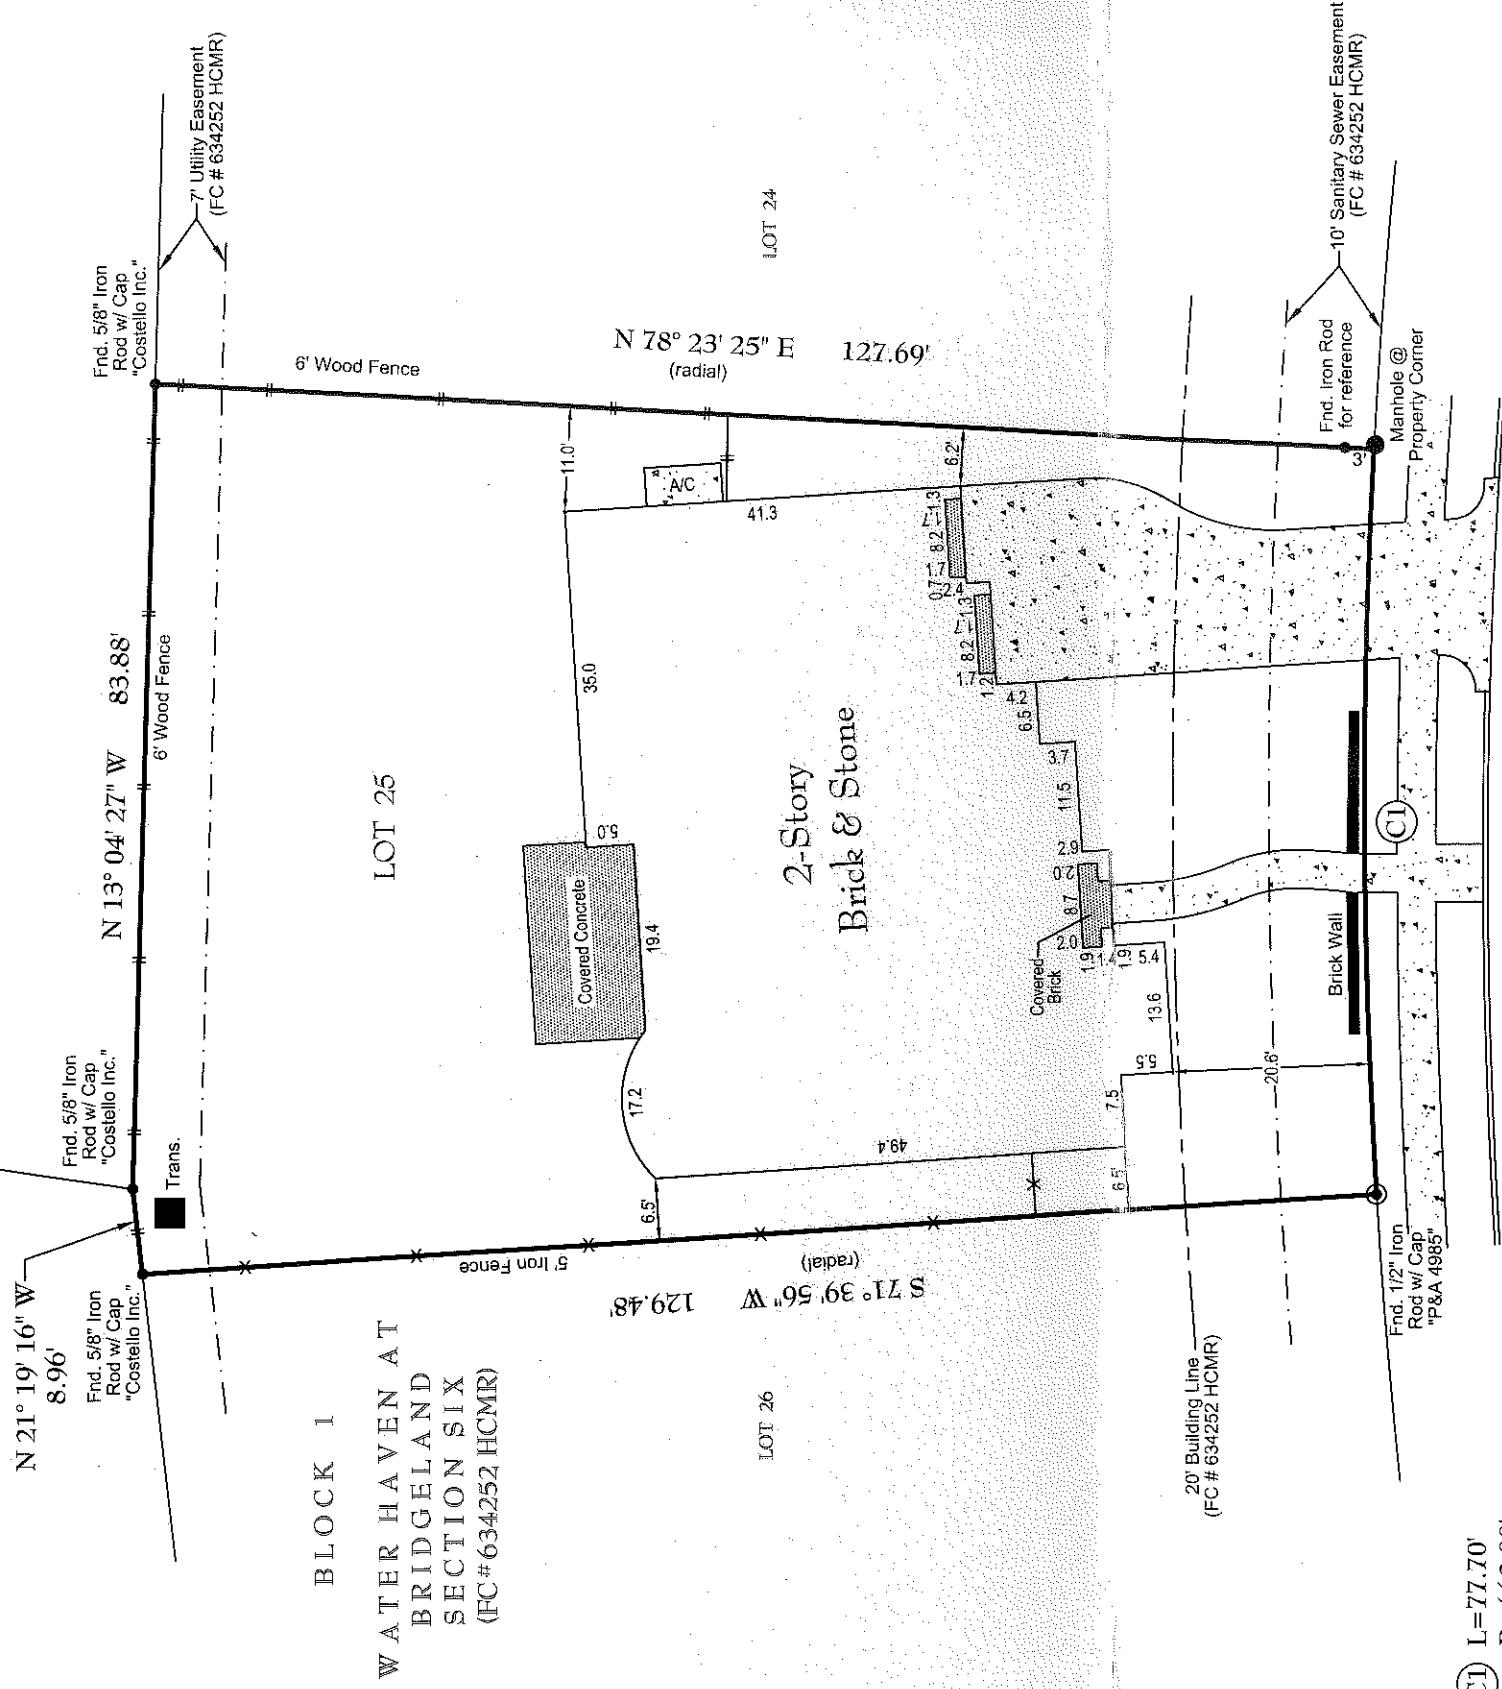 N 21° 19' 16" W
8.96'
Fnd. 5/8" Iron
Rod w/ Cap
"Costello Inc."
Fnd. 5/8" Iron
Rod w/ Cap
"Costello Inc."
Trans.
N 13° 04' 27" W 83.88'
6' Wood Fence
Fnd. 5/8" Iron
Rod w/ Cap
"Costello Inc."
7' Utility Easement
(FC # 634252 HCMR)
6' Wood Fence
N 78° 23' 25" E 127.69'
(radial)
LOT 24
BLOCK 1
WATER HAVEN AT
BRIDGELAND
SECTION SIX
(FC#634252 HCMR)
LOT 25
5' Iron Fence
S 71° 39' 56" W 129.48'
(radial)
LOT 26
Covered Concrete
5.0
35.0
19.4
17.2
6.5'
49.4
11.0'
A/C
41.3
6.2'
2-Story
Brick & Stone
1.3
1.7
8.2
1.7
0.7
2.4
1.3
1.7
8.2
1.7
1.2
4.2
6.5
3.7
11.5
2.9
2.0
8.7
2.0
1.9
1.4
1.9
5.4
13.6
5.5
7.5
6.5'
Covered
Brick
20.6'
20' Building Line
(FC # 634252 HCMR)
Brick Wall
C1
Fnd. Iron Rod
for reference
3'
Manhole @
Property Corner
10' Sanitary Sewer Easement
(FC # 634252 HCMR)
Fnd. 1/2" Iron
Rod w/ Cap
"P&A 4985"
C1 L=77.70'